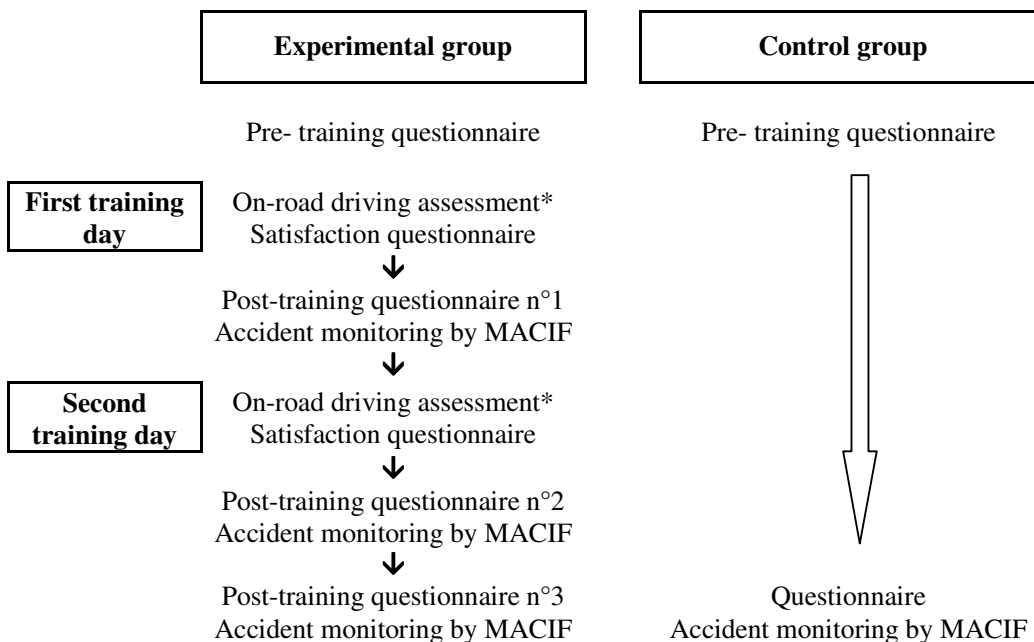 Experimental group
Control group
Pre- training questionnaire
Pre- training questionnaire
First training
day
On-road driving assessment*
Satisfaction questionnaire
Post-training questionnaire n°1
Accident monitoring by MACIF
Second
training day
On-road driving assessment*
Satisfaction questionnaire
Post-training questionnaire n°2
Accident monitoring by MACIF
Post-training questionnaire n°3
Accident monitoring by MACIF
Questionnaire
Accident monitoring by MACIF